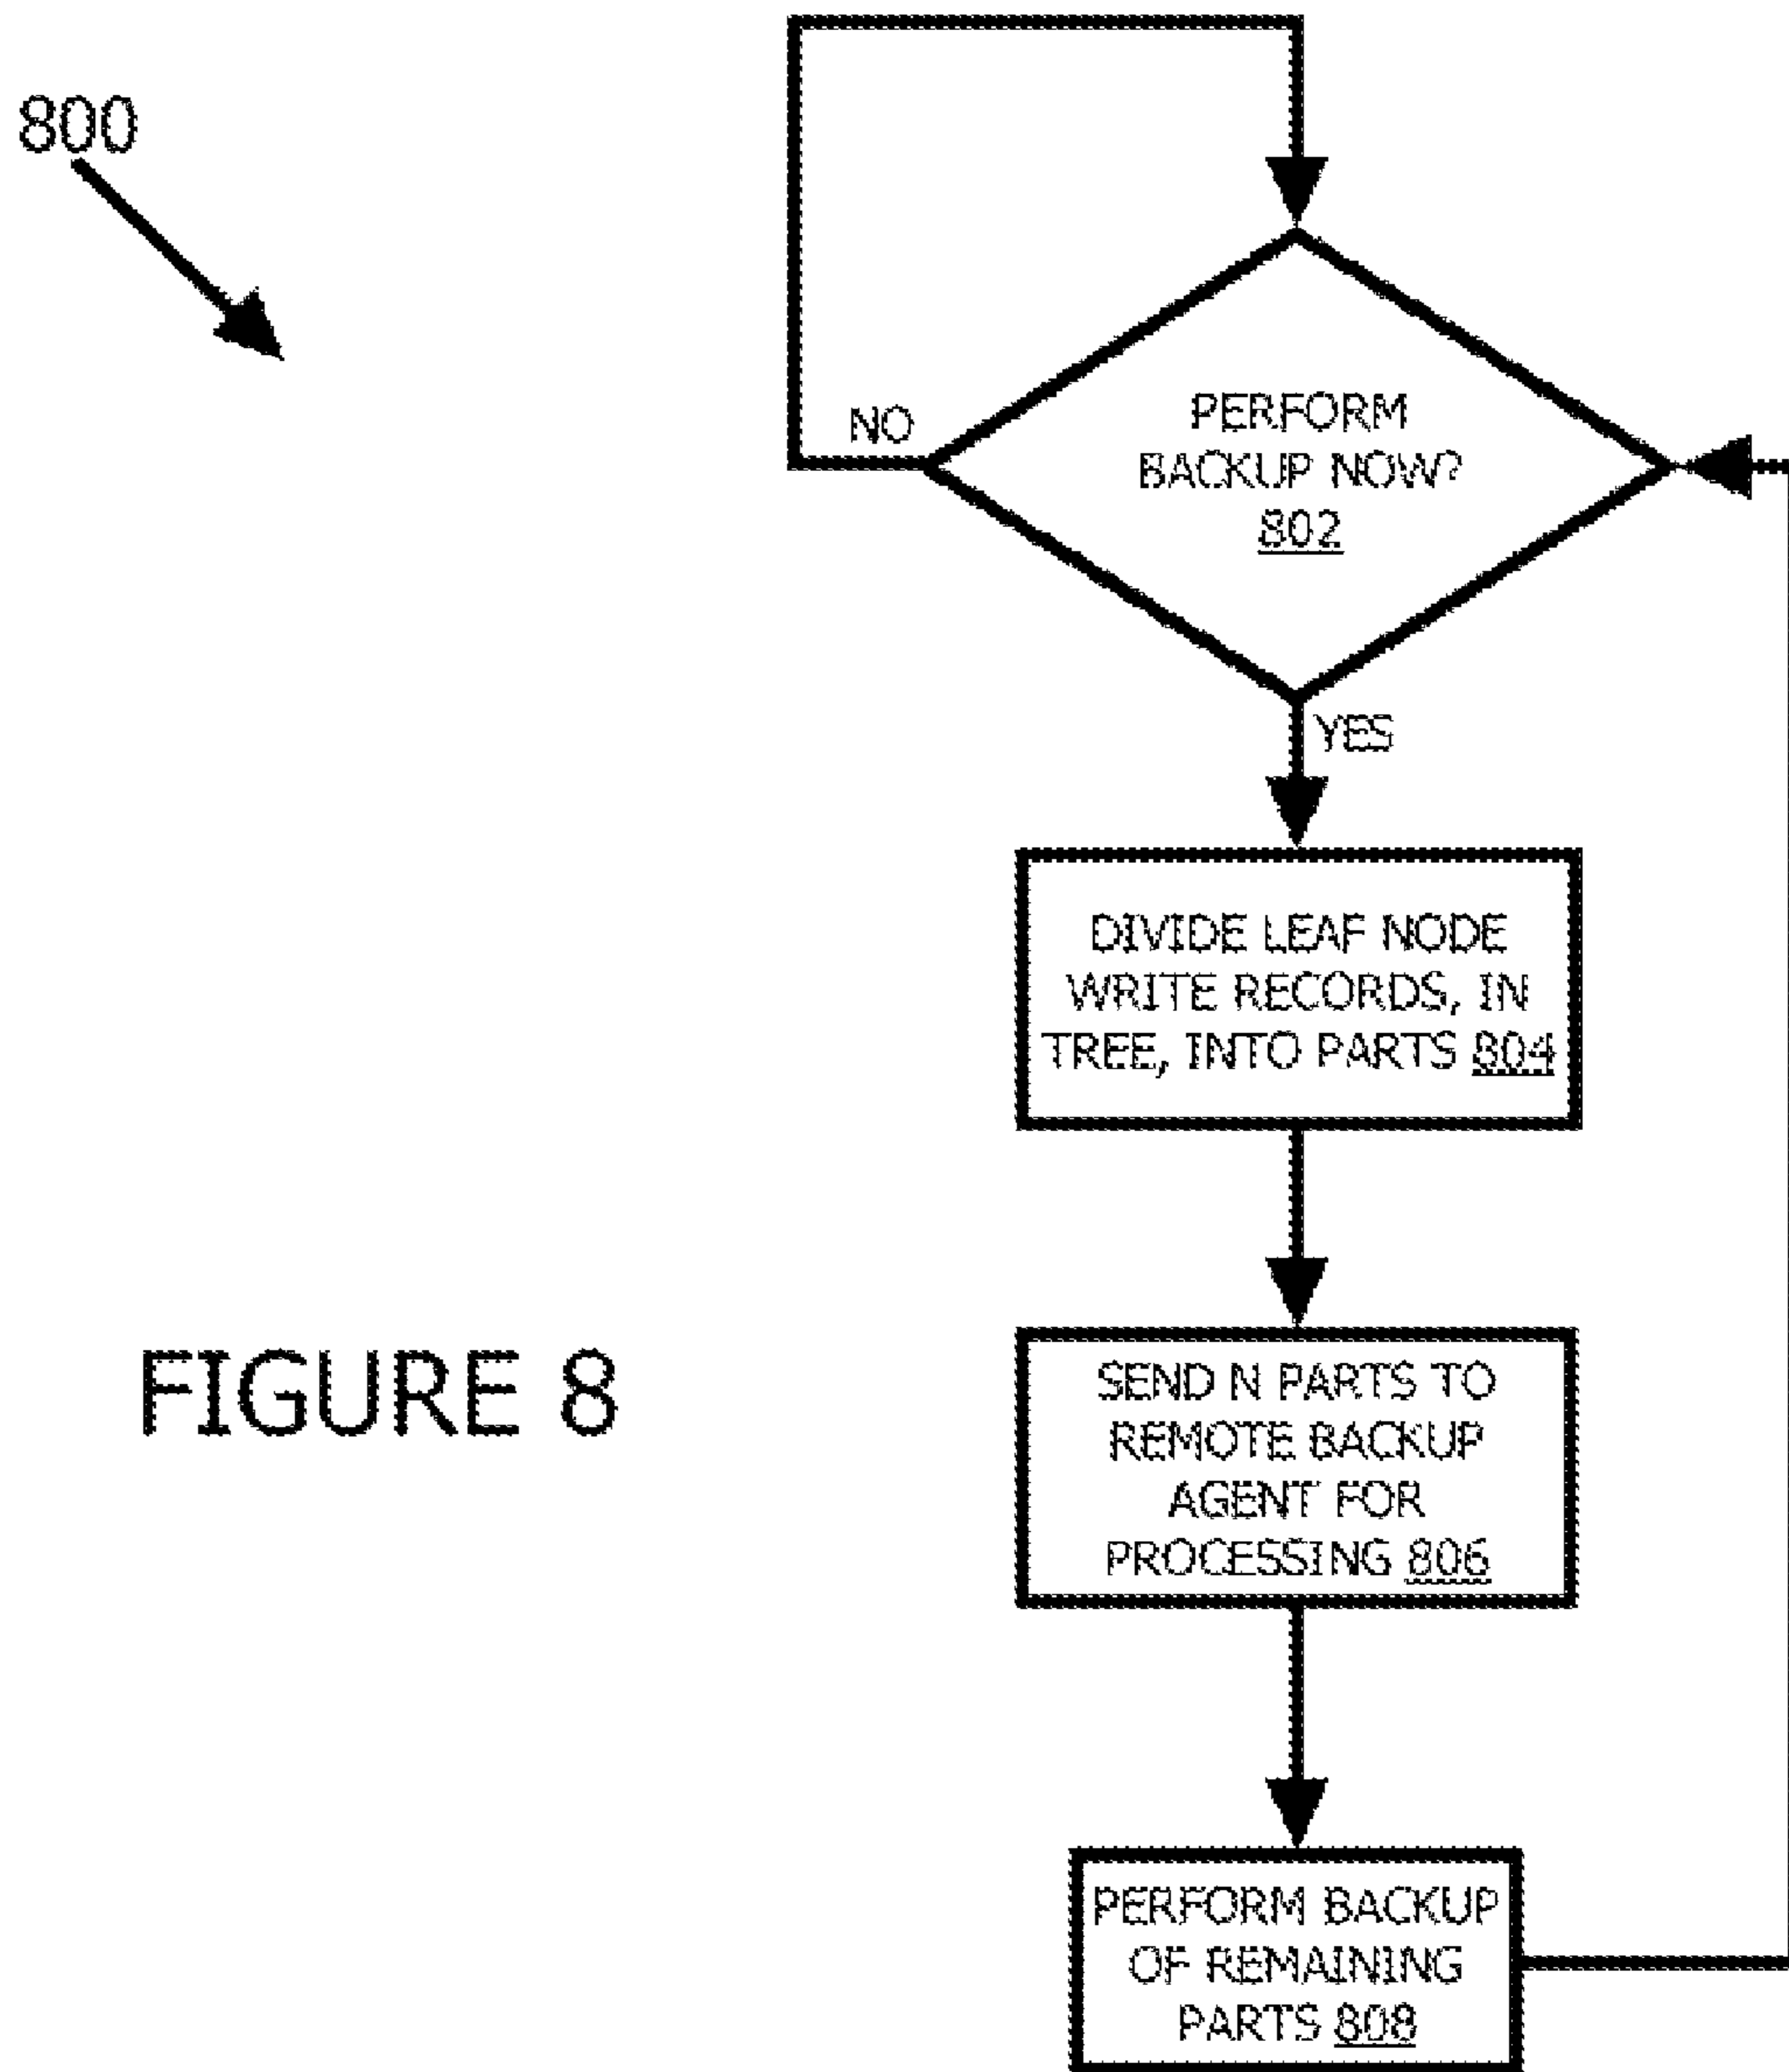 800
PERFORM
BACKUP NOW?
802
NO
YES
DIVIDE LEAF NODE
WRITE RECORDS, IN
TREE, INTO PARTS 804
SEND N PARTS TO
REMOTE BACKUP
AGENT FOR
PROCESSING 806
FIGURE 8
PERFORM BACKUP
OF REMAINING
PARTS 808